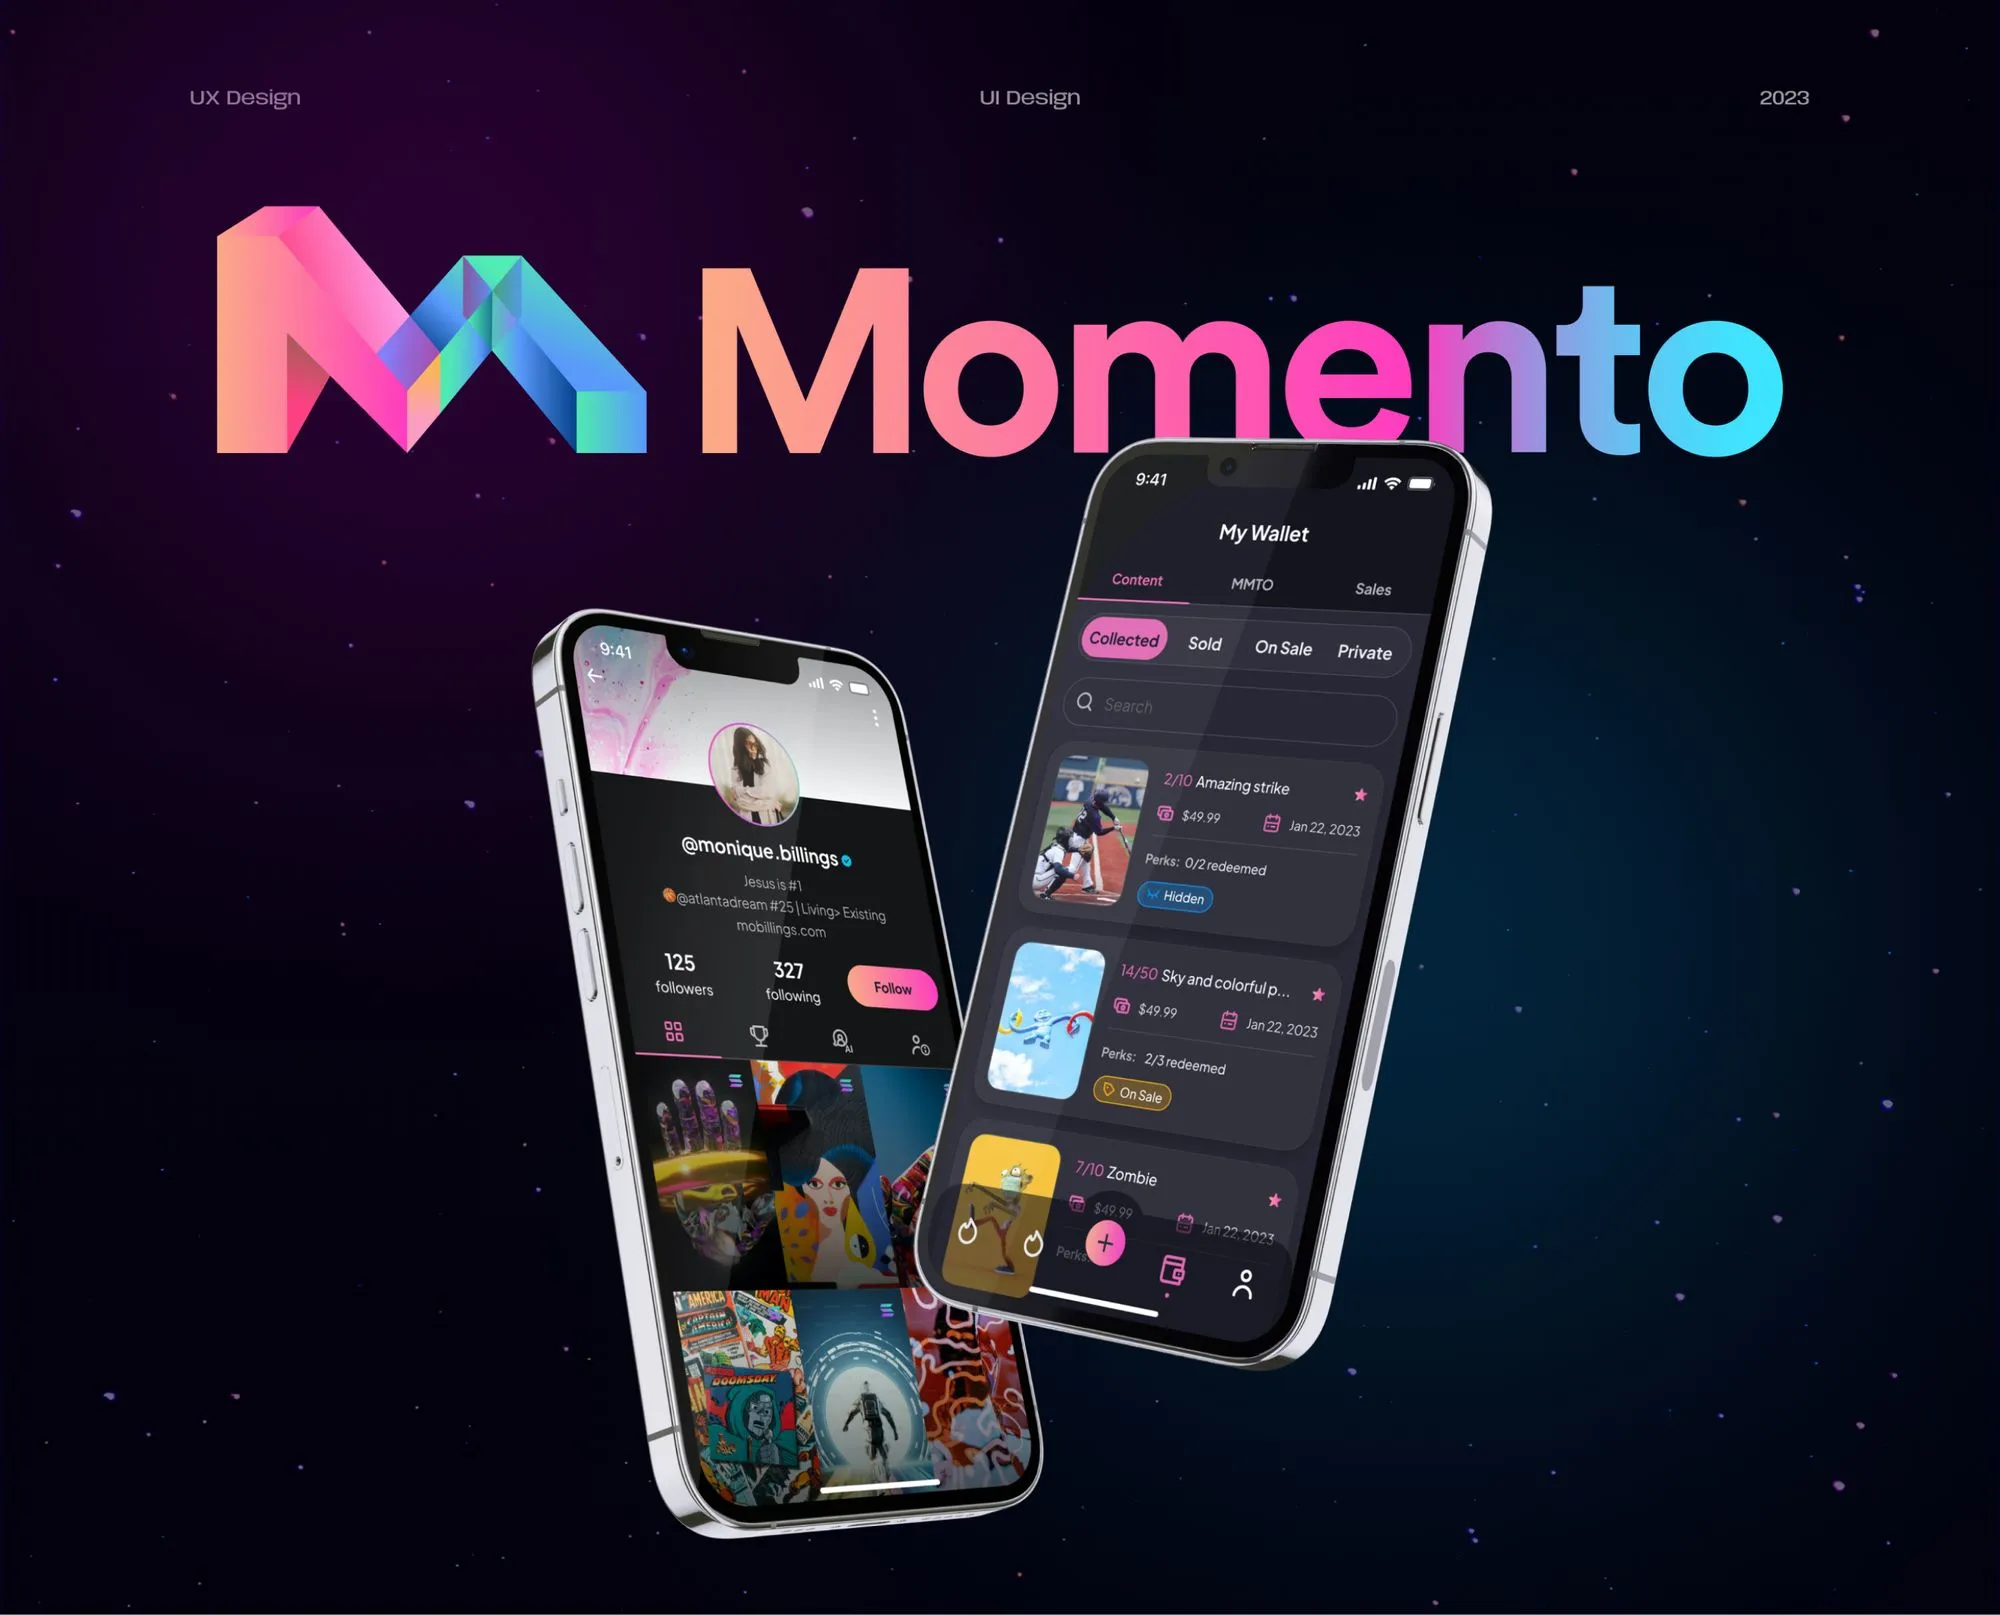 UX Design
UI Design
2023
Momento
9:41
My Wallet
Content
MMTO
Sales
Collected
Sold
On Sale
Private
Search
2/10 Amazing strike
$49.99
Jan 22, 2023
Perks: 0/2 redeemed
Hidden
14/50 Sky and colorful p...
$49.99
Jan 22, 2023
Perks: 2/3 redeemed
On Sale
7/10 Zombie
$49.99
Jan 22, 2023
Perks:
9:41
@monique.billings
Jesus is #1
@atlantadream #25 | Living> Existing
mobillings.com
125
followers
327
following
Follow
AI
AMERICA
CAPTAIN
AMERICA
MAN
DOOMSDAY